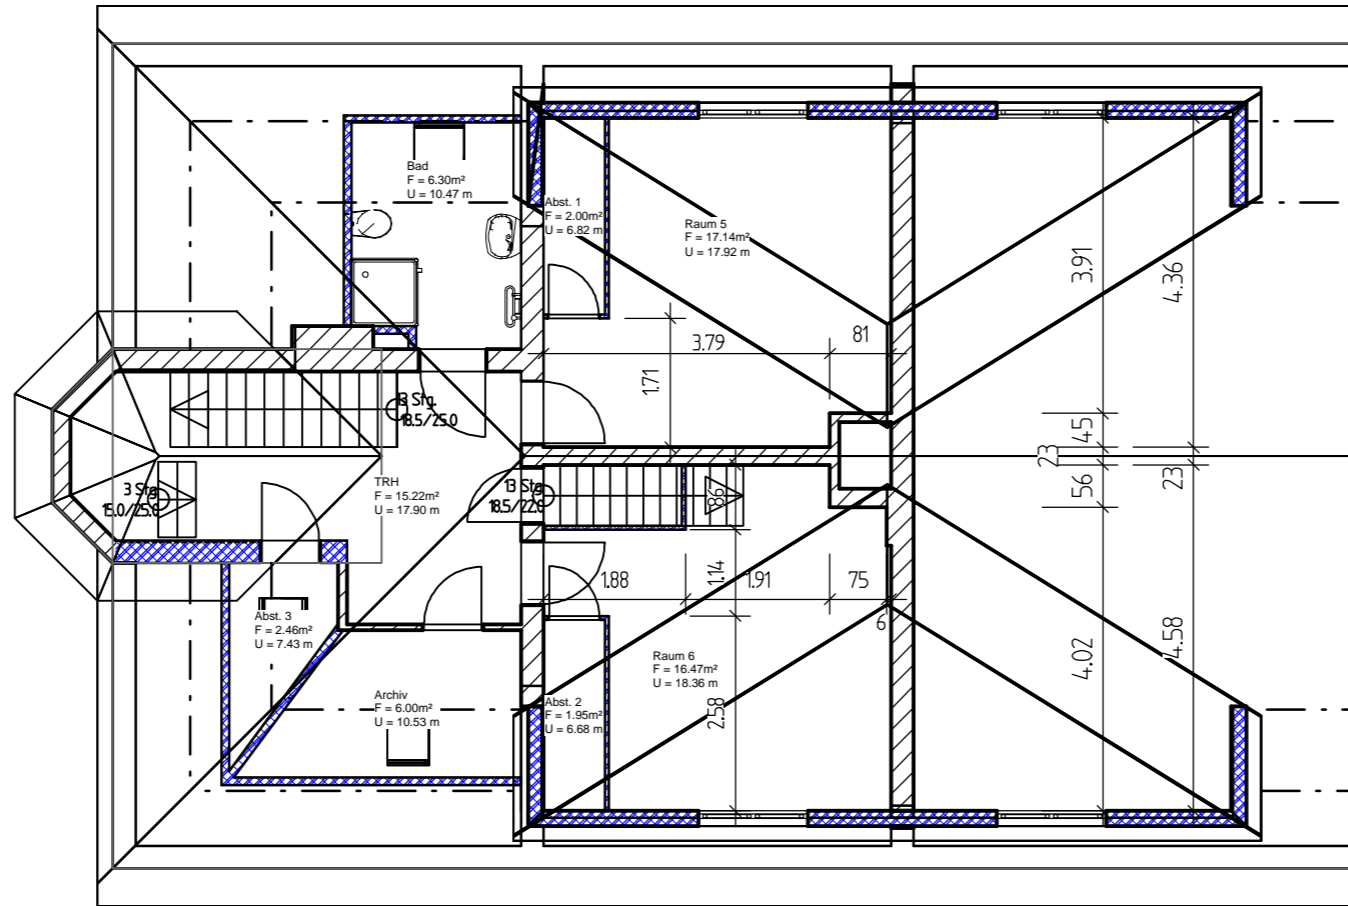 Bad
F = 6.30m²
U = 10.47 m
Abst. 1
F = 2.00m²
U = 6.82 m
Raum 5
F = 17.14m²
U = 17.92 m
3.91
4.36
3.79
81
1.71
13 Stg.
18.5/25.0
45
23
56
23
TRH
F = 15.22m²
U = 17.90 m
3 Stg.
15.0/25.0
13 Stg.
18.5/22.0
86
1.88
1.14
1.91
75
6
Abst. 3
F = 2.46m²
U = 7.43 m
4.02
4.58
Raum 6
F = 16.47m²
U = 18.36 m
Archiv
F = 6.00m²
U = 10.53 m
Abst. 2
F = 1.95m²
U = 6.68 m
2.58